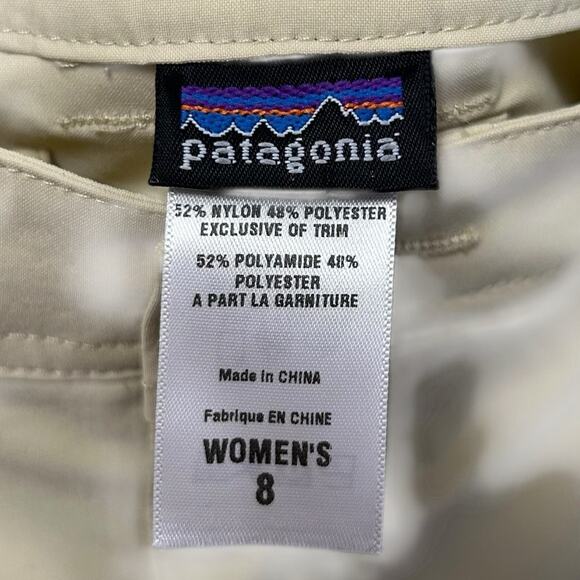 patagonia
52% NYLON 48% POLYESTER
EXCLUSIVE OF TRIM
52% POLYAMIDE 48%
POLYESTER
A PART LA GARNITURE
Made in CHINA
Fabrique EN CHINE
WOMEN'S
8